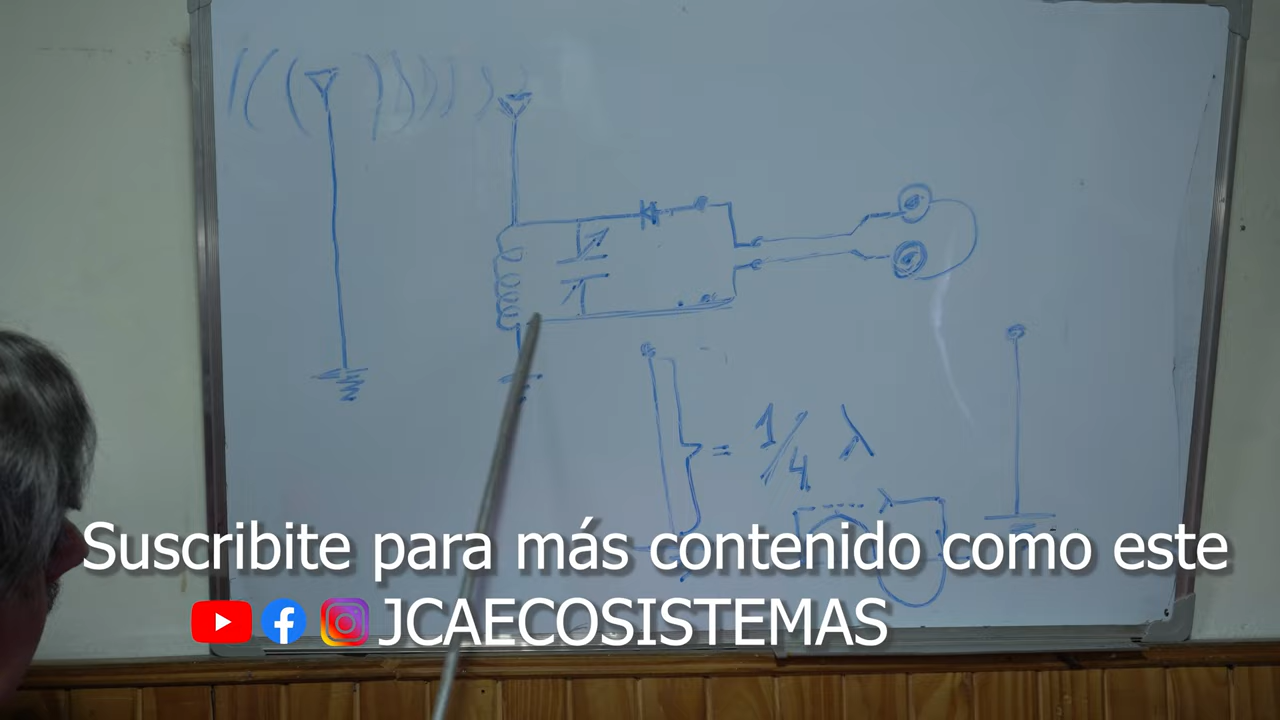 = 1/4 λ
Suscribite para más contenido como este
JCAECOSISTEMAS